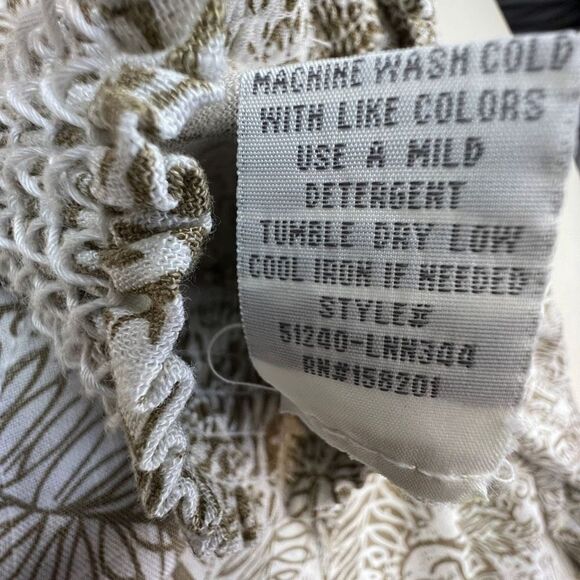 MACHINE WASH COLD
WITH LIKE COLORS
USE A MILD
DETERGENT
TUMBLE DRY LOW
COOL IRON IF NEEDED
STYLE#
51240-LNN344
RN#158201